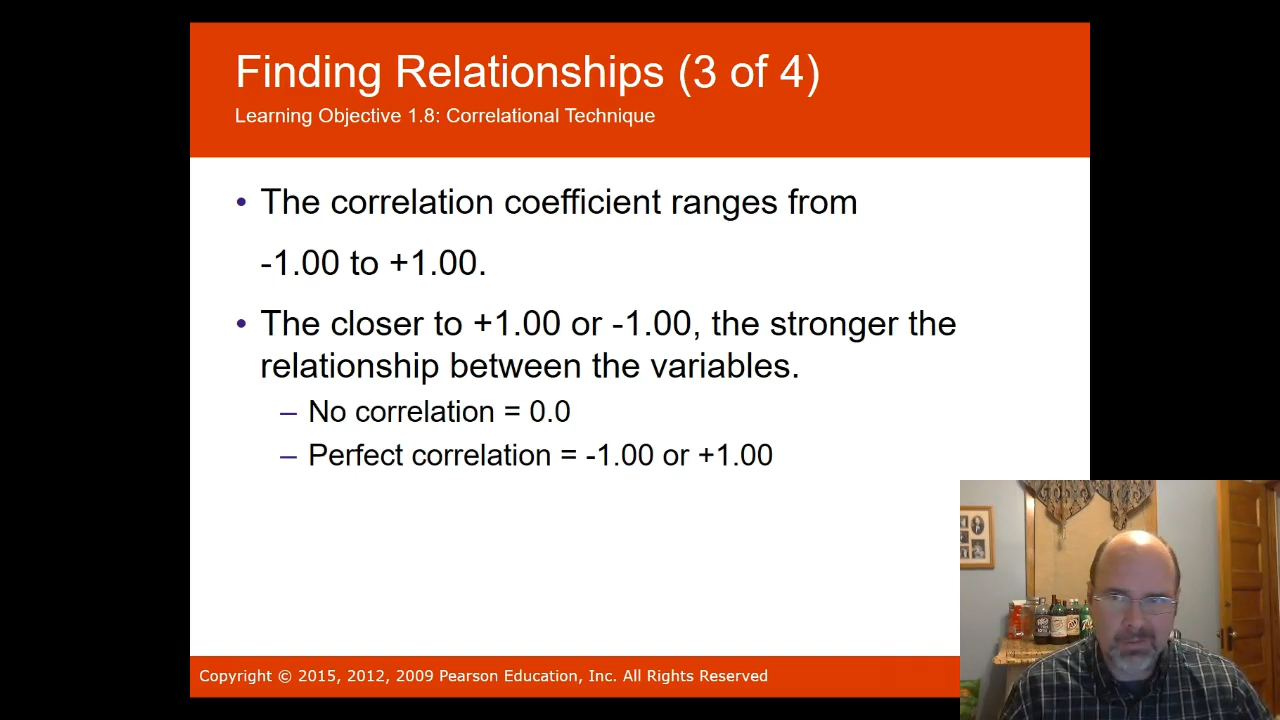 Finding Relationships (3 of 4)
Learning Objective 1.8: Correlational Technique
• The correlation coefficient ranges from
-1.00 to +1.00.
• The closer to +1.00 or -1.00, the stronger the
relationship between the variables.
– No correlation = 0.0
– Perfect correlation = -1.00 or +1.00
Copyright © 2015, 2012, 2009 Pearson Education, Inc. All Rights Reserved